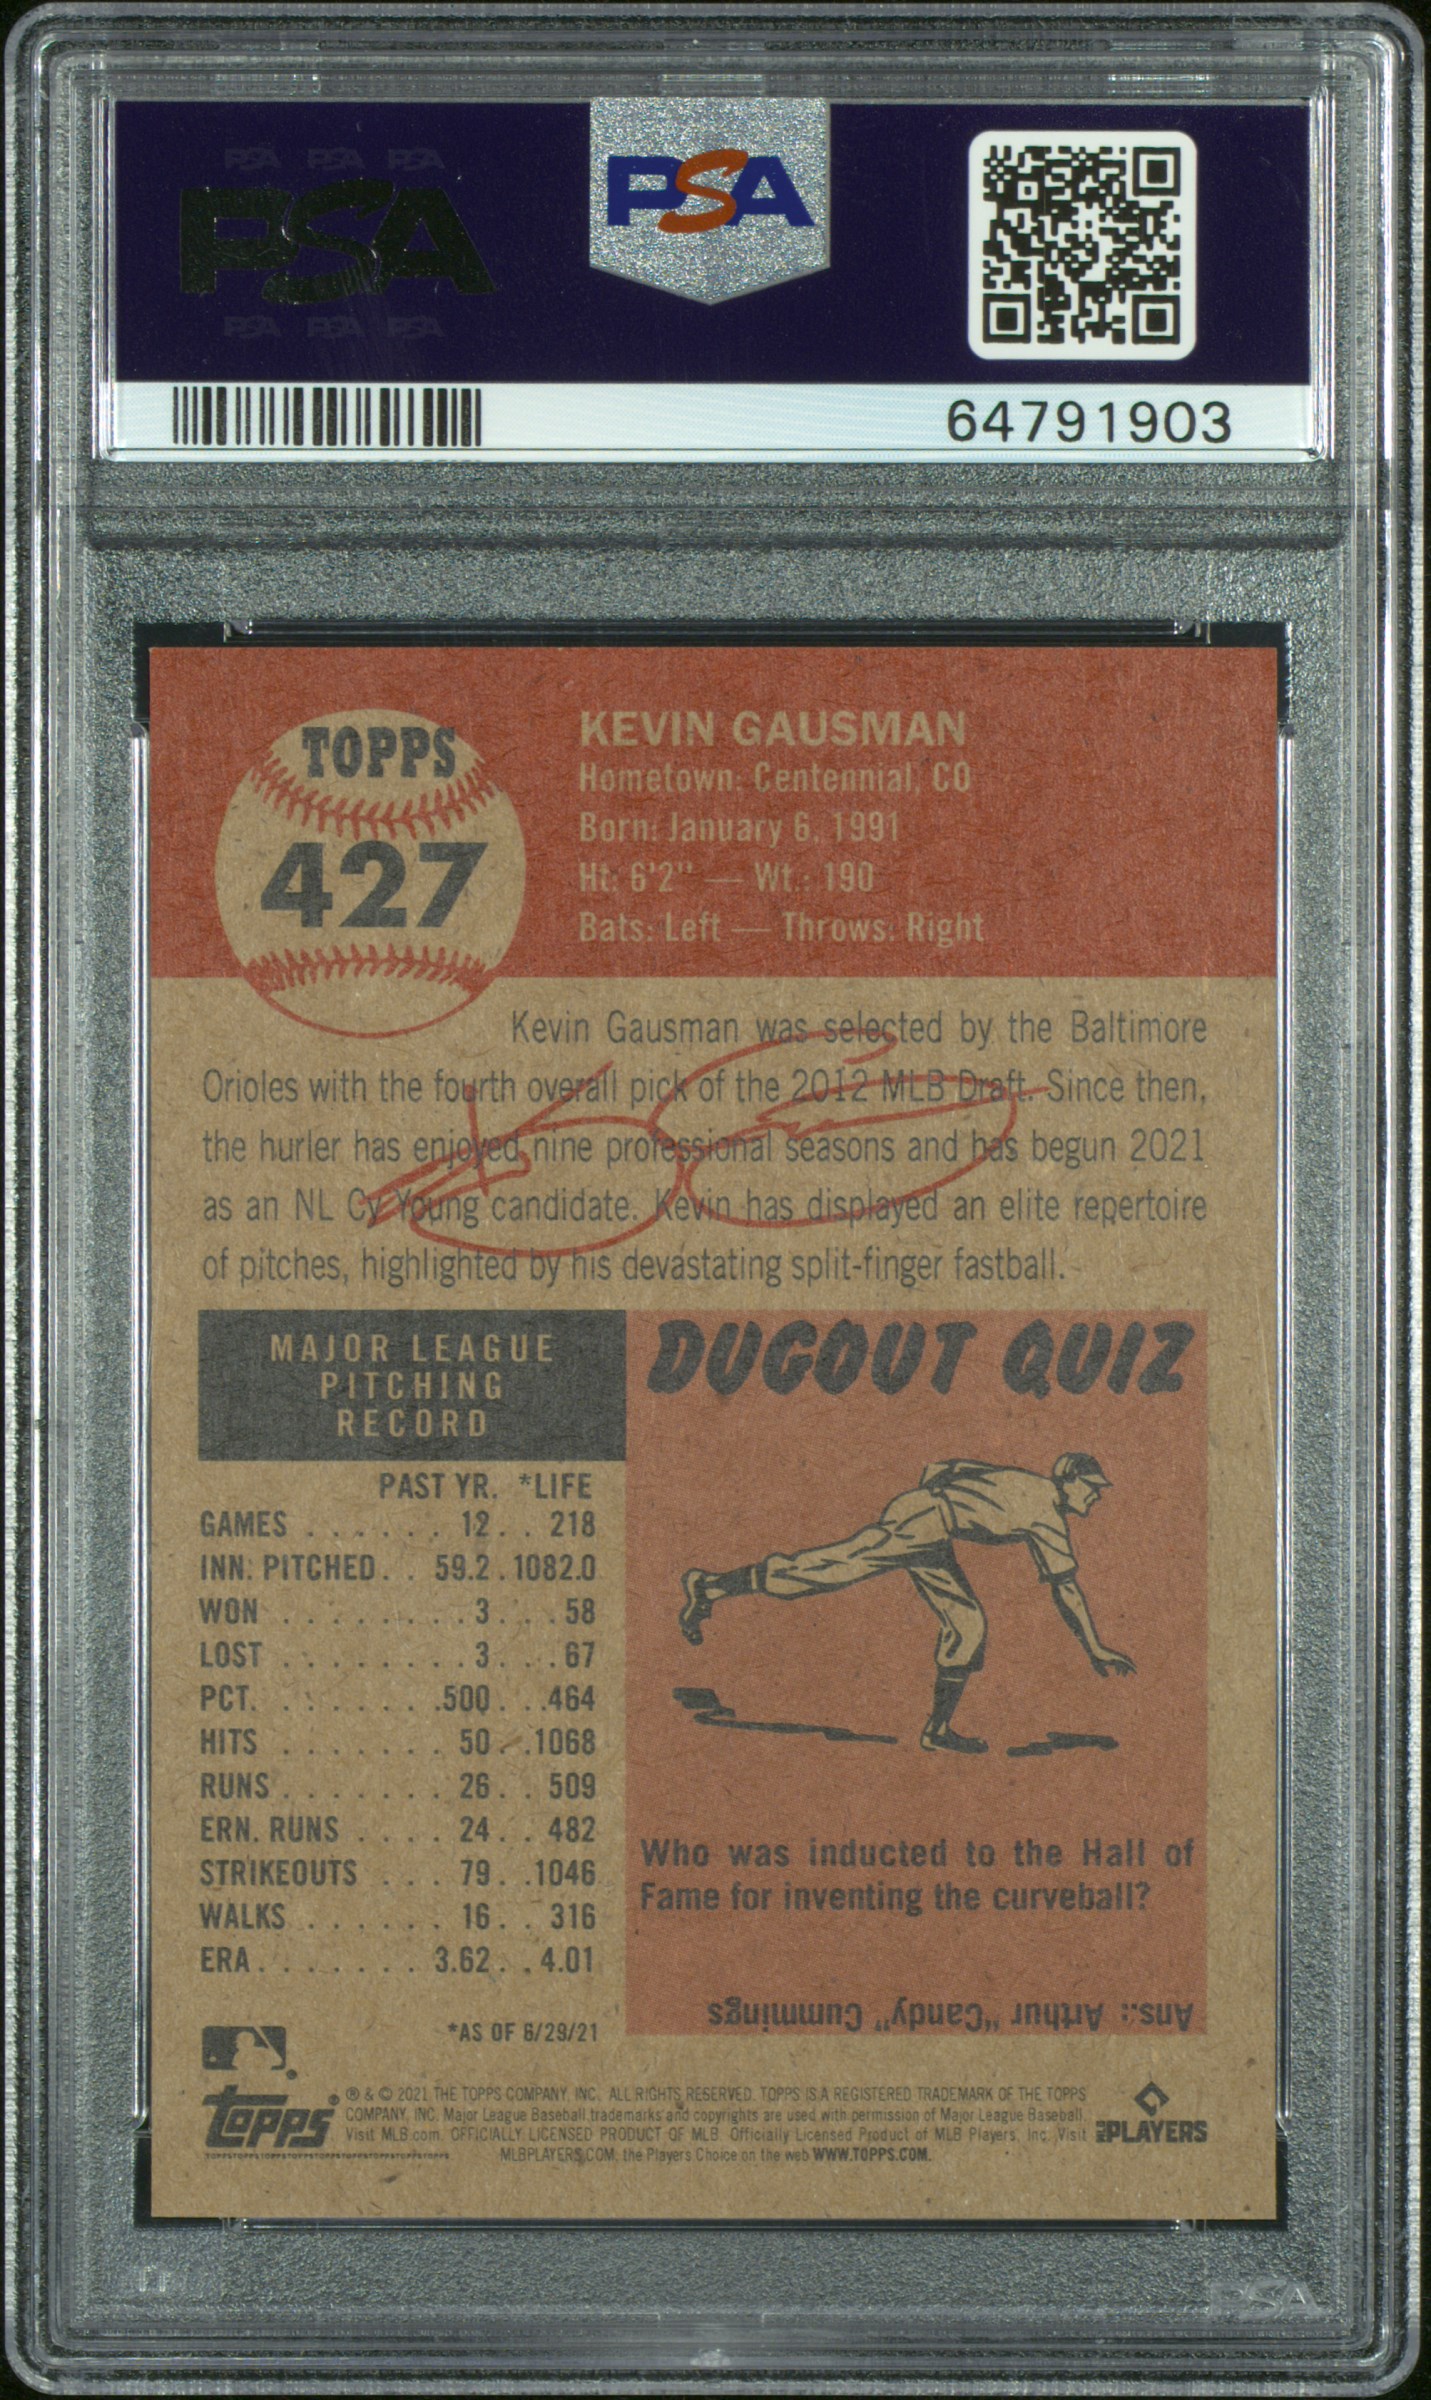 PSA PSA PSA
PSA
PSA PSA PSA
PSA
64791903
TOPPS
427
KEVIN GAUSMAN
Hometown: Centennial, CO
Born: January 6, 1991
Ht: 6'2" — Wt.: 190
Bats: Left — Throws: Right
Kevin Gausman was selected by the Baltimore
Orioles with the fourth overall pick of the 2012 MLB Draft. Since then,
the hurler has enjoyed nine professional seasons and has begun 2021
as an NL Cy Young candidate. Kevin has displayed an elite repertoire
of pitches, highlighted by his devastating split-finger fastball.
MAJOR LEAGUE
PITCHING
RECORD
PAST YR. *LIFE
GAMES . . . . . . 12 . . 218
INN. PITCHED . . 59.2 . 1082.0
WON . . . . . . . . 3 . . . 58
LOST . . . . . . . . 3 . . . 67
PCT. . . . . . . . .500 . . .464
HITS . . . . . . . 50 . . 1068
RUNS . . . . . . . 26 . . 509
ERN. RUNS . . . . 24 . . 482
STRIKEOUTS . . . 79 . . 1046
WALKS . . . . . . 16 . . 316
ERA . . . . . . . 3.62 . . 4.01
*AS OF 6/29/21
DUGOUT QUIZ
Who was inducted to the Hall of
Fame for inventing the curveball?
Ans.: Arthur "Candy" Cummings
topps
® & © 2021 THE TOPPS COMPANY, INC. ALL RIGHTS RESERVED. TOPPS IS A REGISTERED TRADEMARK OF THE TOPPS
COMPANY, INC. Major League Baseball trademarks and copyrights are used with permission of Major League Baseball.
Visit MLB.com. OFFICIALLY LICENSED PRODUCT OF MLB Officially Licensed Product of MLB Players, Inc. Visit
MLBPLAYERS.COM, the Players Choice on the web WWW.TOPPS.COM.
PLAYERS
PSA